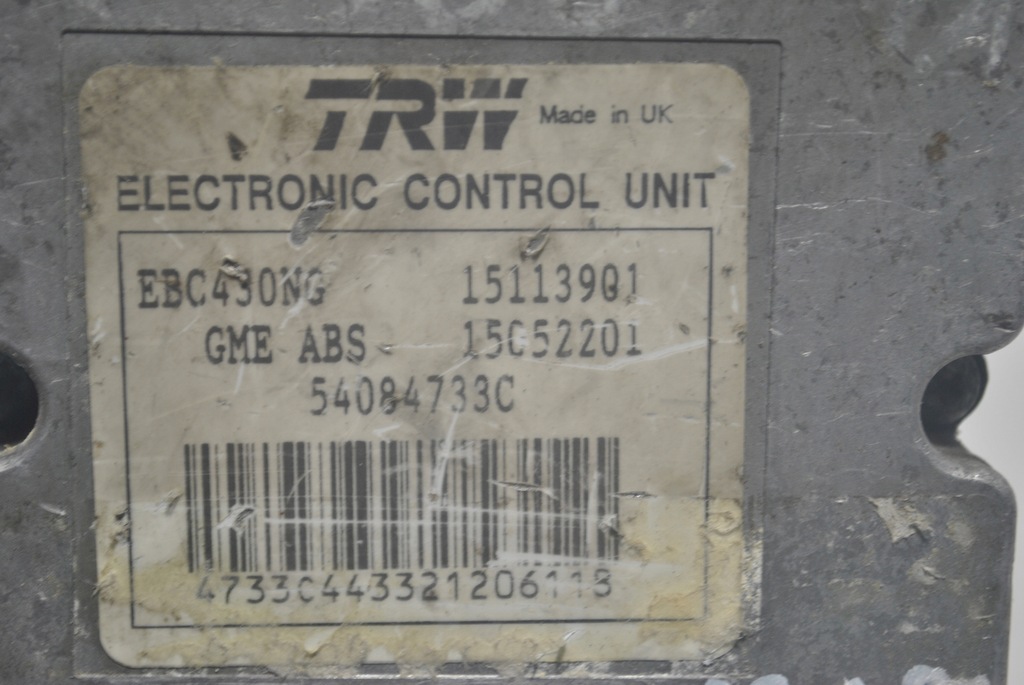 TRW Made in UK
ELECTRONIC CONTROL UNIT
EBC430NG 15113901
GME ABS 15052201
54084733C
4733C443321206118